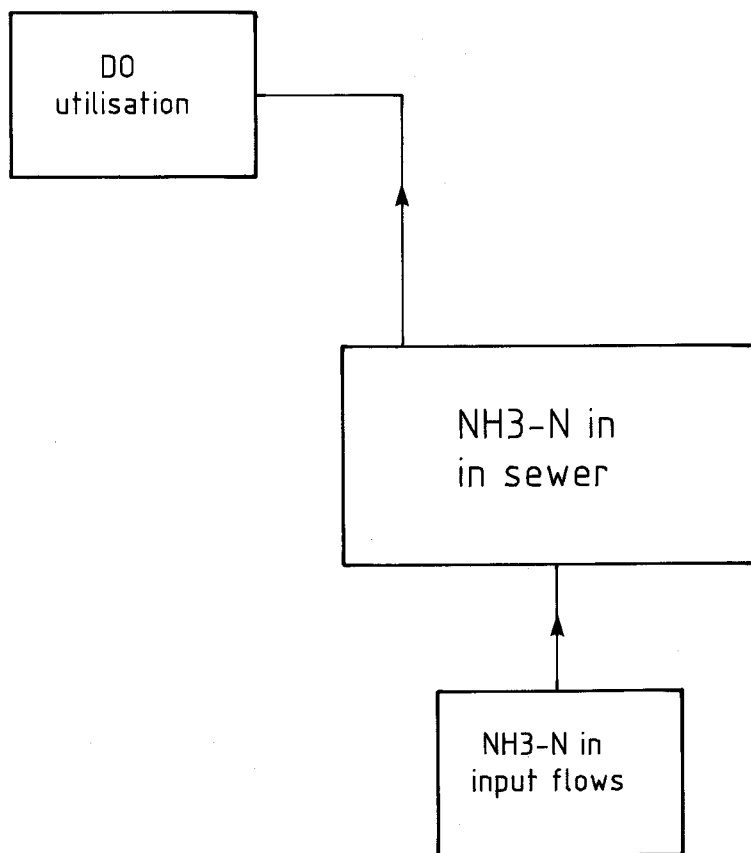 DO
utilisation
NH3-N in
in sewer
NH3-N in
input flows